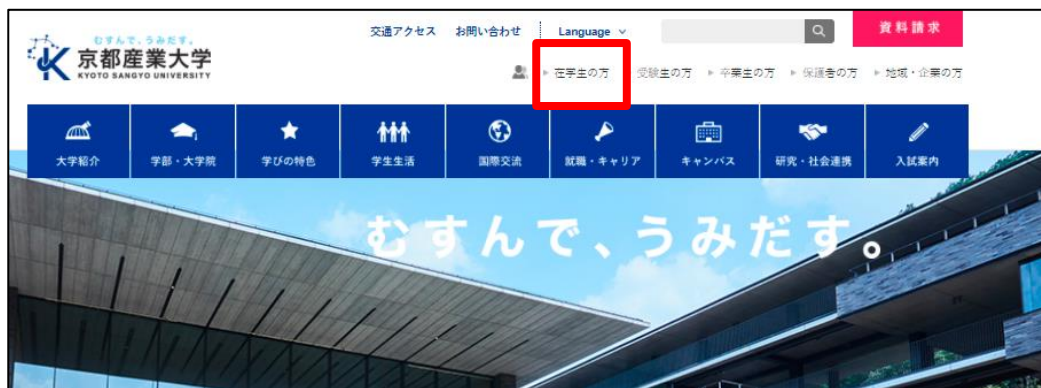 交通アクセス お問い合わせ Language 資料請求
むすんで、うみだす。
京都産業大学
KYOTO SANGYO UNIVERSITY
在学生の方 受験生の方 卒業生の方 保護者の方 地域・企業の方
大学紹介 学部・大学院 学びの特色 学生生活 国際交流 就職・キャリア キャンパス 研究・社会連携 入試案内
むすんで、うみだす。